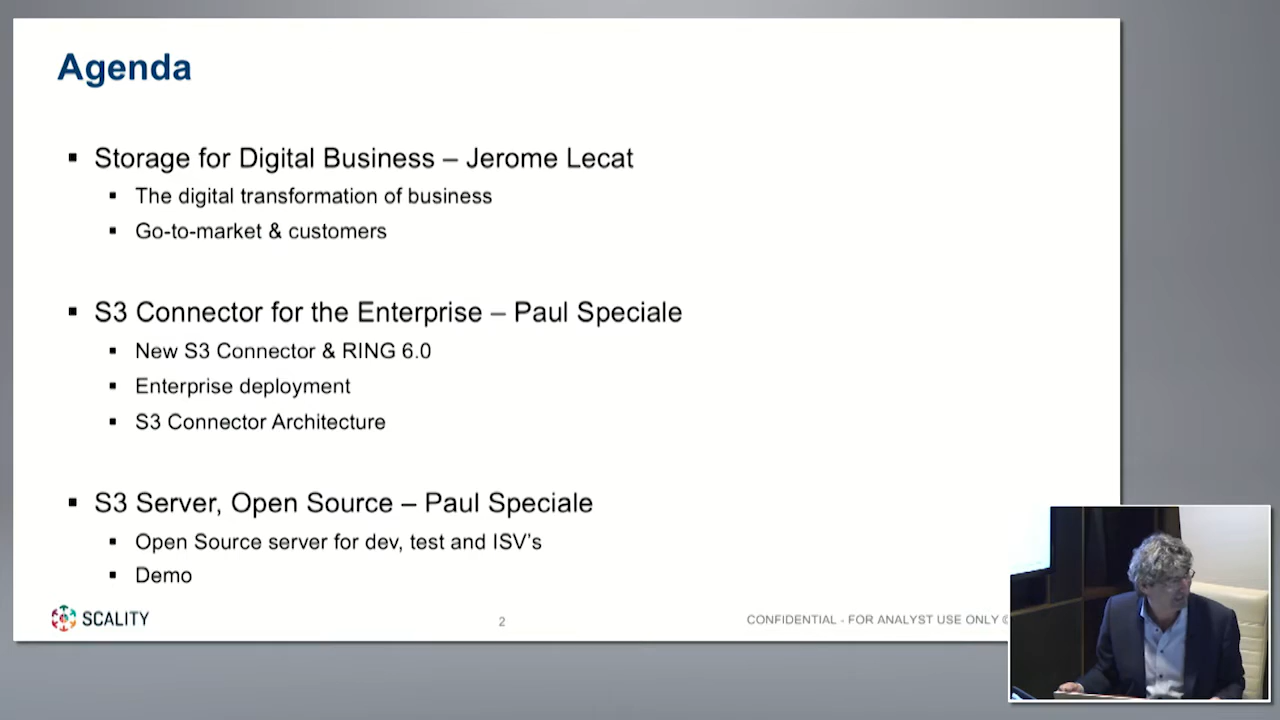 Agenda
▪ Storage for Digital Business – Jerome Lecat
▪ The digital transformation of business
▪ Go-to-market & customers
▪ S3 Connector for the Enterprise – Paul Speciale
▪ New S3 Connector & RING 6.0
▪ Enterprise deployment
▪ S3 Connector Architecture
▪ S3 Server, Open Source – Paul Speciale
▪ Open Source server for dev, test and ISV's
▪ Demo
SCALITY
2
CONFIDENTIAL - FOR ANALYST USE ONLY ©